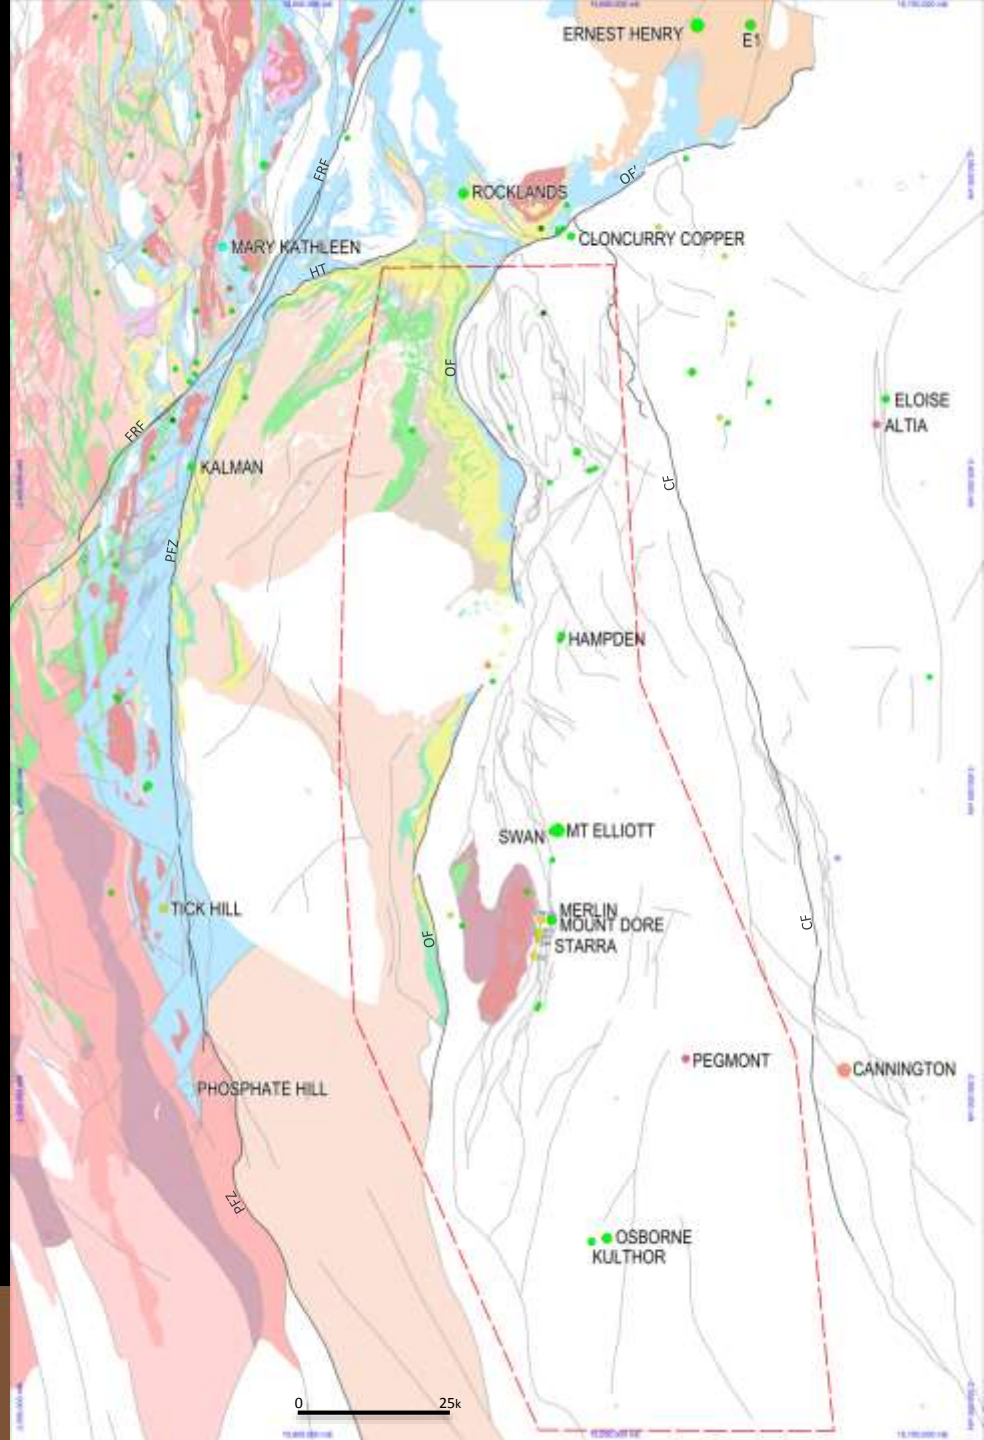 ERNEST HENRY
E1
FRF
OF'
ROCKLANDS
CLONCURRY COPPER
MARY KATHLEEN
HT
OF
ELOISE
ALTIA
FRF
KALMAN
CF
PFZ
HAMPDEN
SWAN
MT ELLIOTT
TICK HILL
MERLIN
MOUNT DORE
STARRA
OF
CF
PEGMONT
CANNINGTON
PHOSPHATE HILL
PFZ
OSBORNE
KULTHOR
0 25k